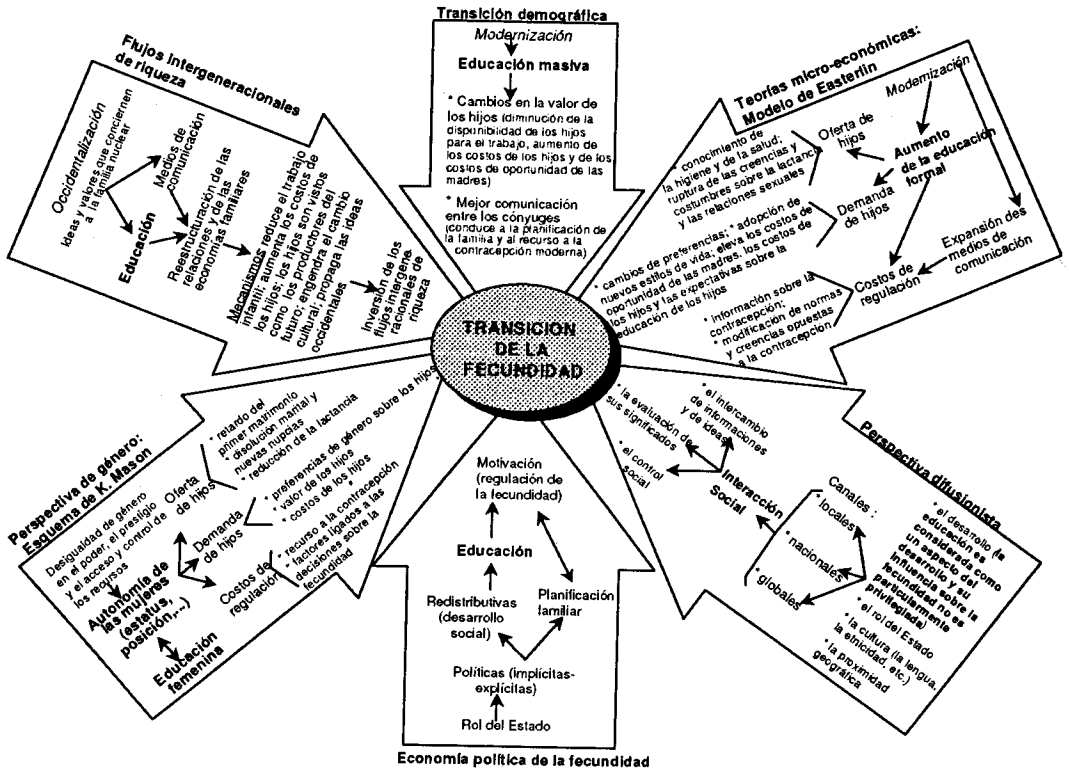 Transición demográfica
Modernización
Educación masiva
* Cambios en la valor de
los hijos (diminución de la
disponibilidad de los hijos
para el trabajo, aumento de
los costos de los hijos y de los
costos de oportunidad de las
madres)
* Mejor comunicación
entre los cónyuges
(conduce a la planificación de
la familia y al recurso a la
contracepción moderna)
Flujos intergeneracionales
de riqueza
Occidentalización
Ideas y valores que conciernen
a la familia nuclear
Medios de
comunicación
Educación
Reestructuración de las
relaciones y de las
economías familiares
Mecanismos reduce el trabajo
infantil; aumenta los costos de
los hijos; los hijos son vistos
como los productores del
futuro; engendra el cambio
cultural; propaga las ideas
occidentales
Inversión de los
flujos intergene-
racionales de
riqueza
Teorías micro-económicas:
Modelo de Easterlin
Modernización
Aumento
de la educación
formal
Expansión des
medios de
comunicación
Oferta de
hijos
Demanda
de hijos
Costos de
regulación
* conocimiento de
la higiene y de la salud;
ruptura de las creencias y
costumbres sobre la lactancia
y las relaciones sexuales
* cambios de preferencias; * adopción de
nuevos estilos de vida; eleva los costos de
oportunidad de las madres, los costos de
los hijos y las expectativas sobre la
educación de los hijos
* información sobre la
contracepción;
* modificación de normas
y creencias opuestas
a la contracepción
TRANSICION
DE LA
FECUNDIDAD
Perspectiva de género:
Esquema de K. Mason
Desigualdad de género
en el poder, el prestigio
y el acceso y control de
los recursos
Autonomía de
las mujeres
(estatus,
posición,...)
Educación
femenina
Oferta
de hijos
Demanda
de hijos
Costos de
regulación
* retardo del
primer matrimonio
* disolución marital y
nuevas nupcias
* reducción de la lactancia
* preferencias de género sobre los hijos
* valor de los hijos
* costos de los hijos
* recurso a la contracepción
* factores ligados a las
decisiones sobre la
fecundidad
Motivación
(regulación de
la fecundidad)
Educación
Redistributivas
(desarrollo
social)
Planificación
familiar
Políticas (implícitas-
explícitas)
Rol del Estado
Economía política de la fecundidad
Perspectiva difusionista
* la evaluación de
sus significados
* el intercambio
de informaciones
y de ideas
* el control
social
Interacción
Social
Canales :
* locales
* nacionales
* globales
* el desarrollo (la
educación es
considerada como
un aspecto del
desarrollo y su
influencia sobre la
fecundidad no es
particularmente
privilegiada)
* el rol del Estado
* la cultura (la lengua,
la etnicidad, etc.)
* la proximidad
geográfica